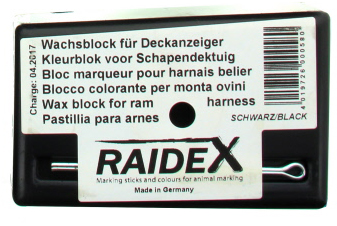 Wachsblock für Deckanzeiger
Kleurblok voor Schapendektuig
Bloc marqueur pour harnais belier
Blocco colorante per monta ovini
Wax block for ram harness
Pastillia para arnes
SCHWARZ/BLACK
Charge: 04.2017
4019726000580
RAIDEX
Marking sticks and colours for animal marking
Made in Germany